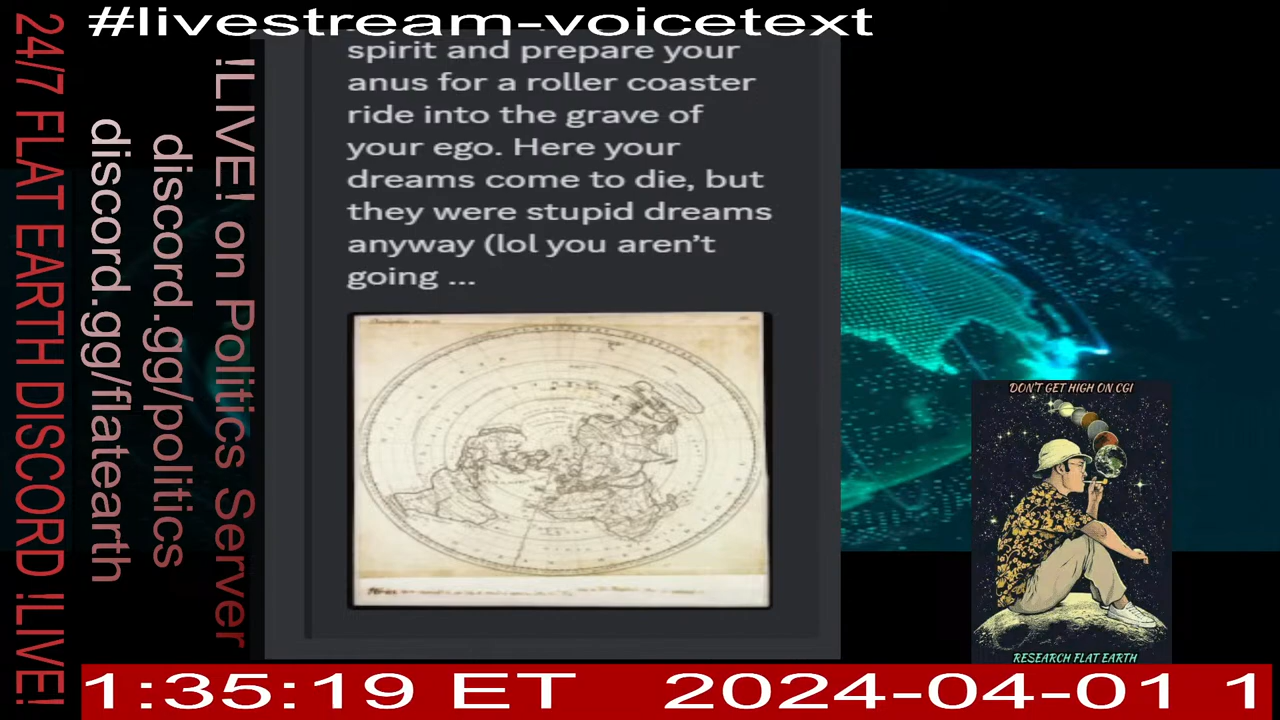 #livestream-voicetext
spirit and prepare your
anus for a roller coaster
ride into the grave of
your ego. Here your
dreams come to die, but
they were stupid dreams
anyway (lol you aren't
going ...
24/7 FLAT EARTH DISCORD !LIVE!
discord.gg/flatearth
discord.gg/politics
!LIVE! on Politics Server
DON'T GET HIGH ON CGI
RESEARCH FLAT EARTH
1:35:19 ET 2024-04-01 1